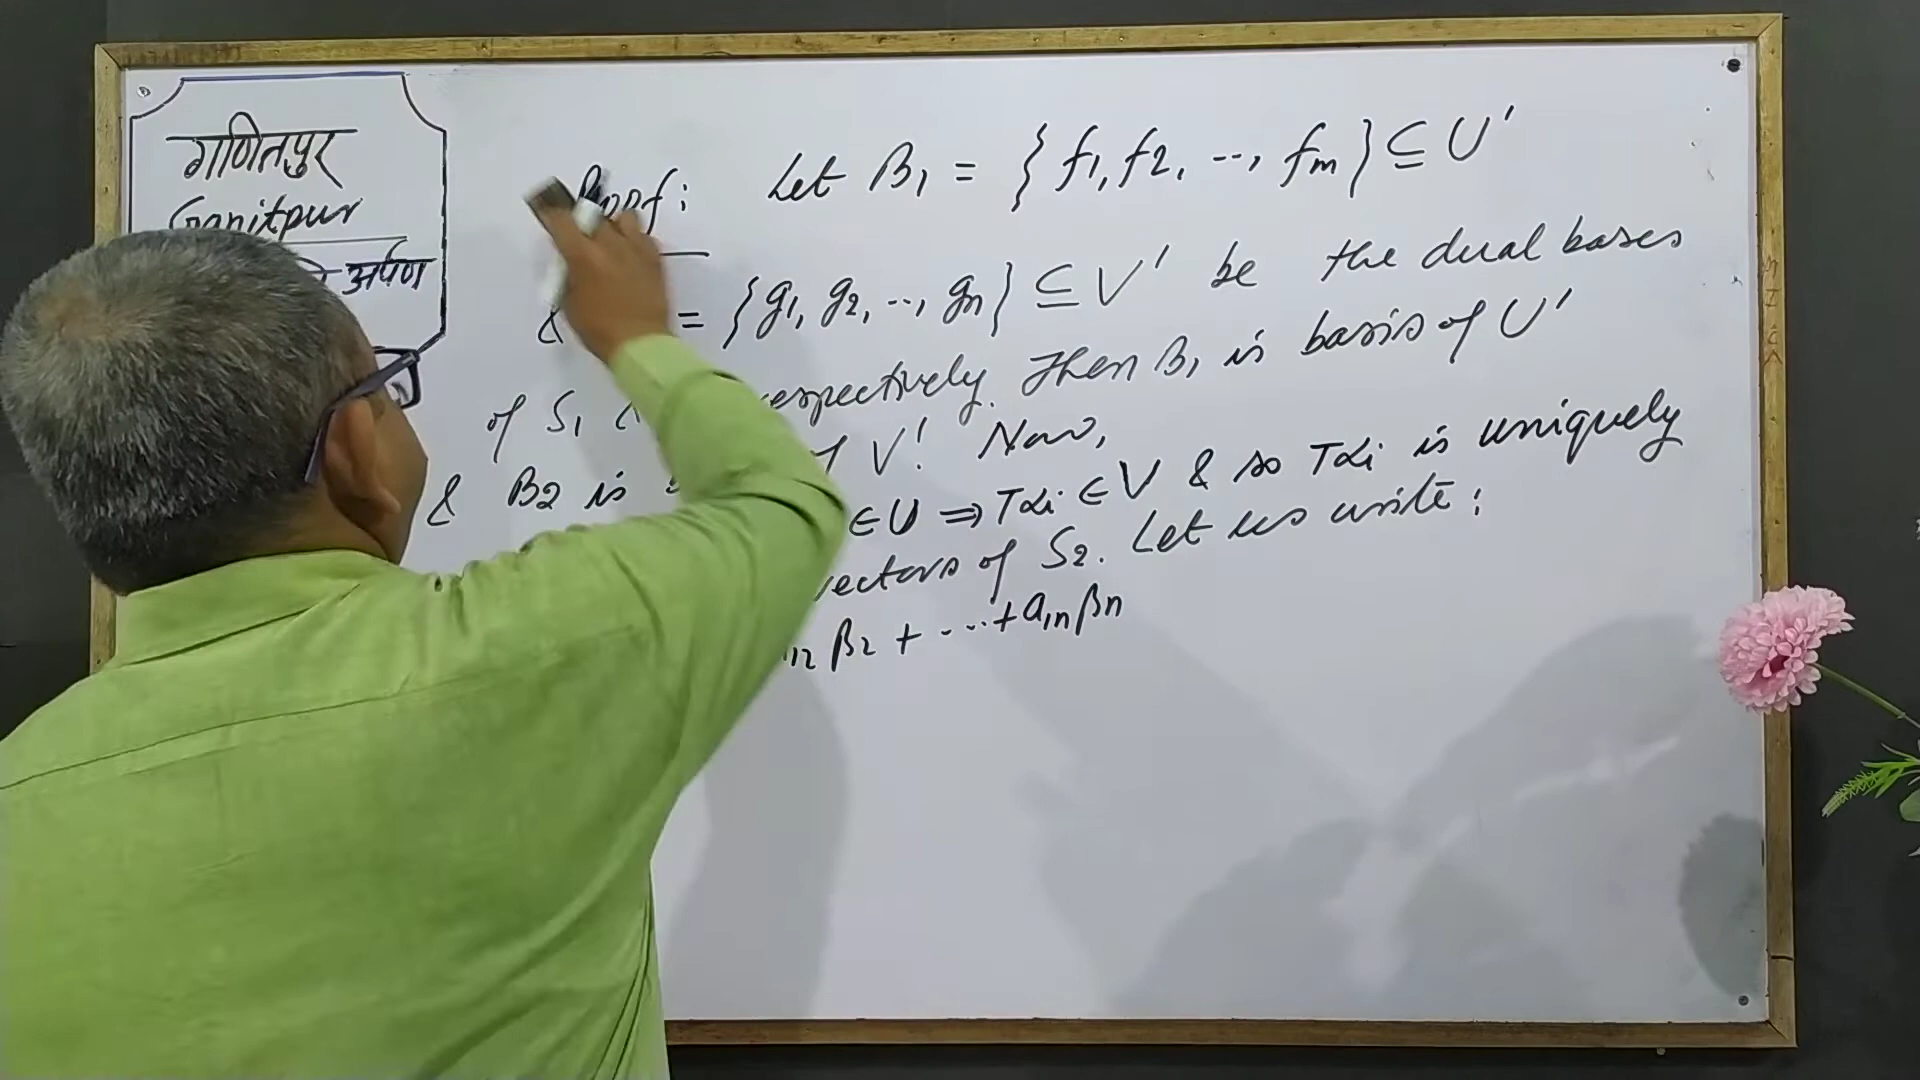 गणितपुर
Ganitpur
अर्पण
Proof: Let B₁ = {f1, f2, .., fm} ⊆ U'
& = {g1, g2, .., gn} ⊆ V' be the dual bases
of S₁ & respectively. Then B₁ is basis of U'
& B2 is of V'. Now,
∈ U ⇒ Tαi ∈ V & so Tαi is uniquely
vectors of S2. Let us write:
12 β2 + ... + a1n βn